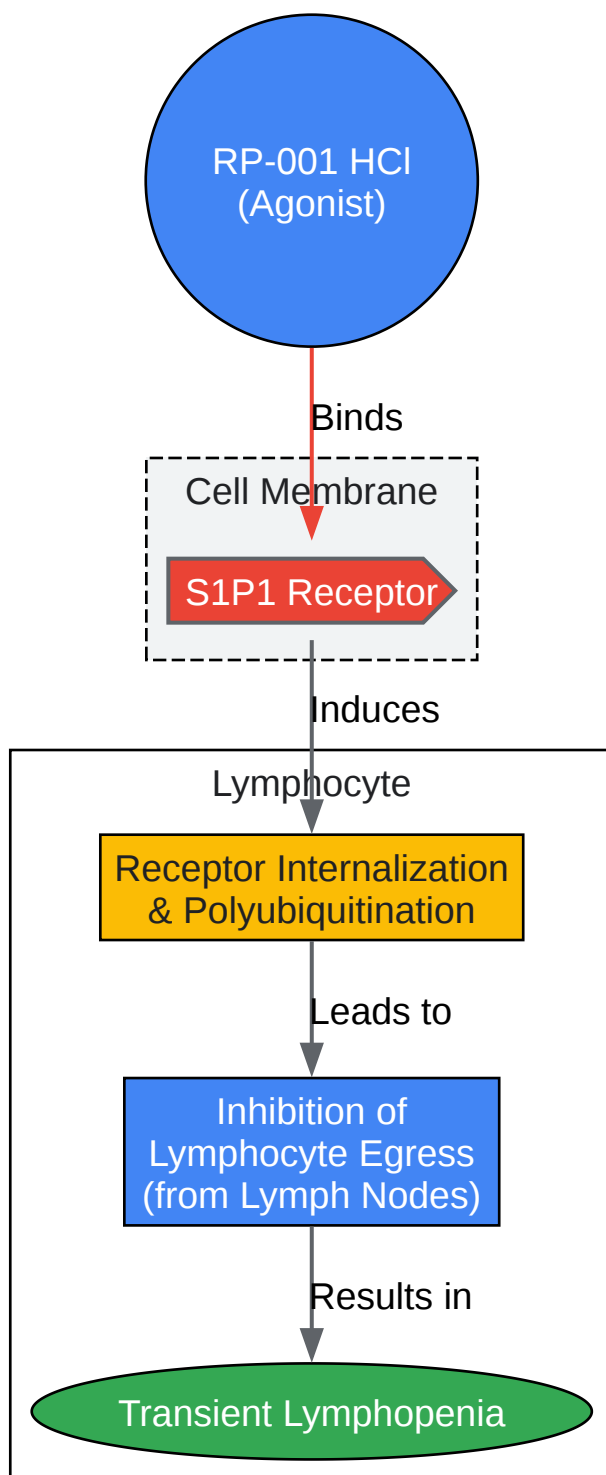 RP-001 HCl
(Agonist)
Binds
Cell Membrane
S1P1 Receptor
Induces
Lymphocyte
Receptor Internalization
& Polyubiquitination
Leads to
Inhibition of
Lymphocyte Egress
(from Lymph Nodes)
Results in
Transient Lymphopenia